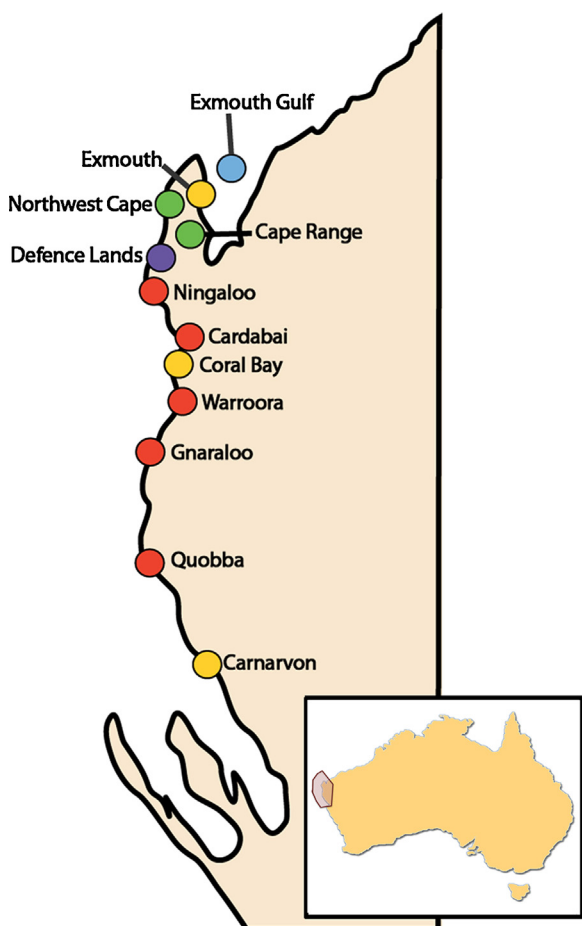 Exmouth Gulf
Exmouth
Northwest Cape
Cape Range
Defence Lands
Ningaloo
Cardabai
Coral Bay
Warroora
Gnaraloo
Quobba
Carnarvon